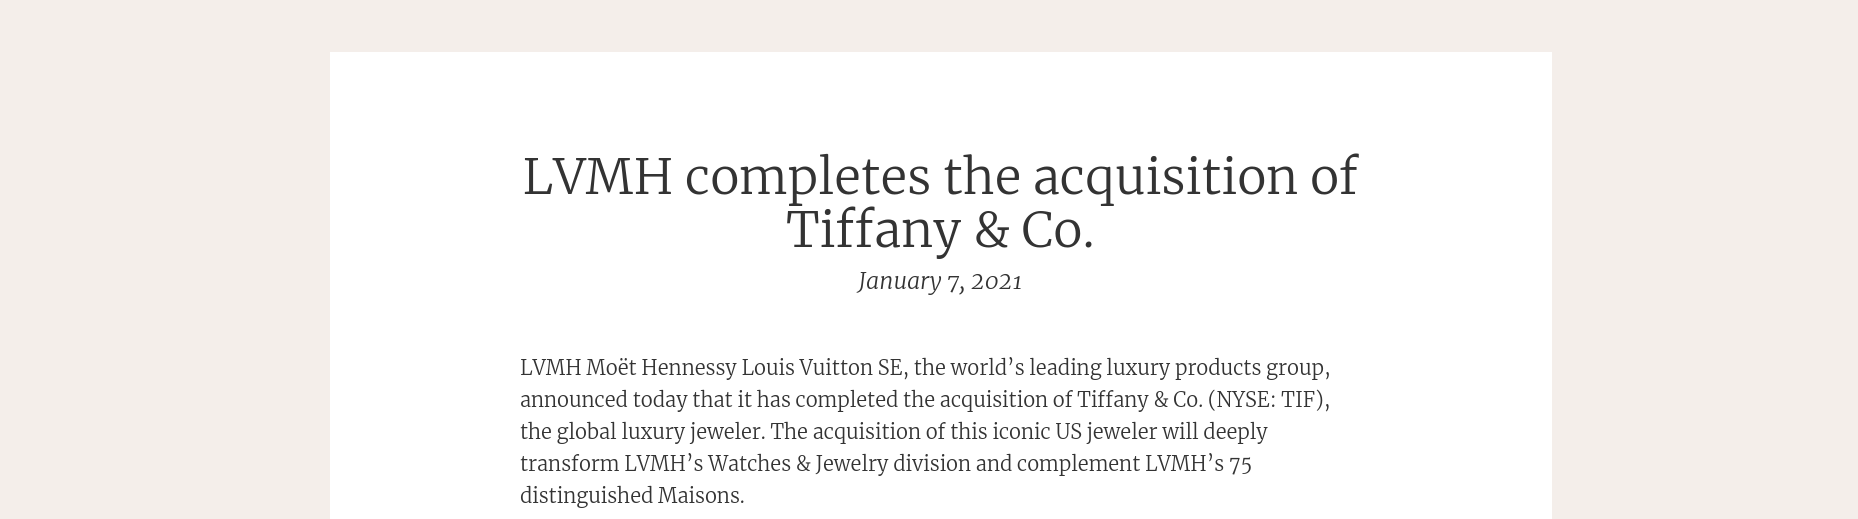 LVMH completes the acquisition of
Tiffany & Co.
January 7, 2021
LVMH Moët Hennessy Louis Vuitton SE, the world’s leading luxury products group,
announced today that it has completed the acquisition of Tiffany & Co. (NYSE: TIF),
the global luxury jeweler. The acquisition of this iconic US jeweler will deeply
transform LVMH’s Watches & Jewelry division and complement LVMH’s 75
distinguished Maisons.